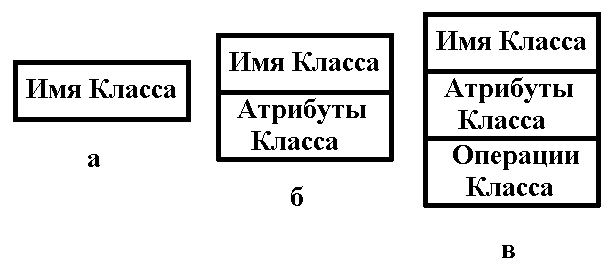 Имя Класса
а
Имя Класса
Атрибуты
Класса
б
Имя Класса
Атрибуты
Класса
Операции
Класса
в